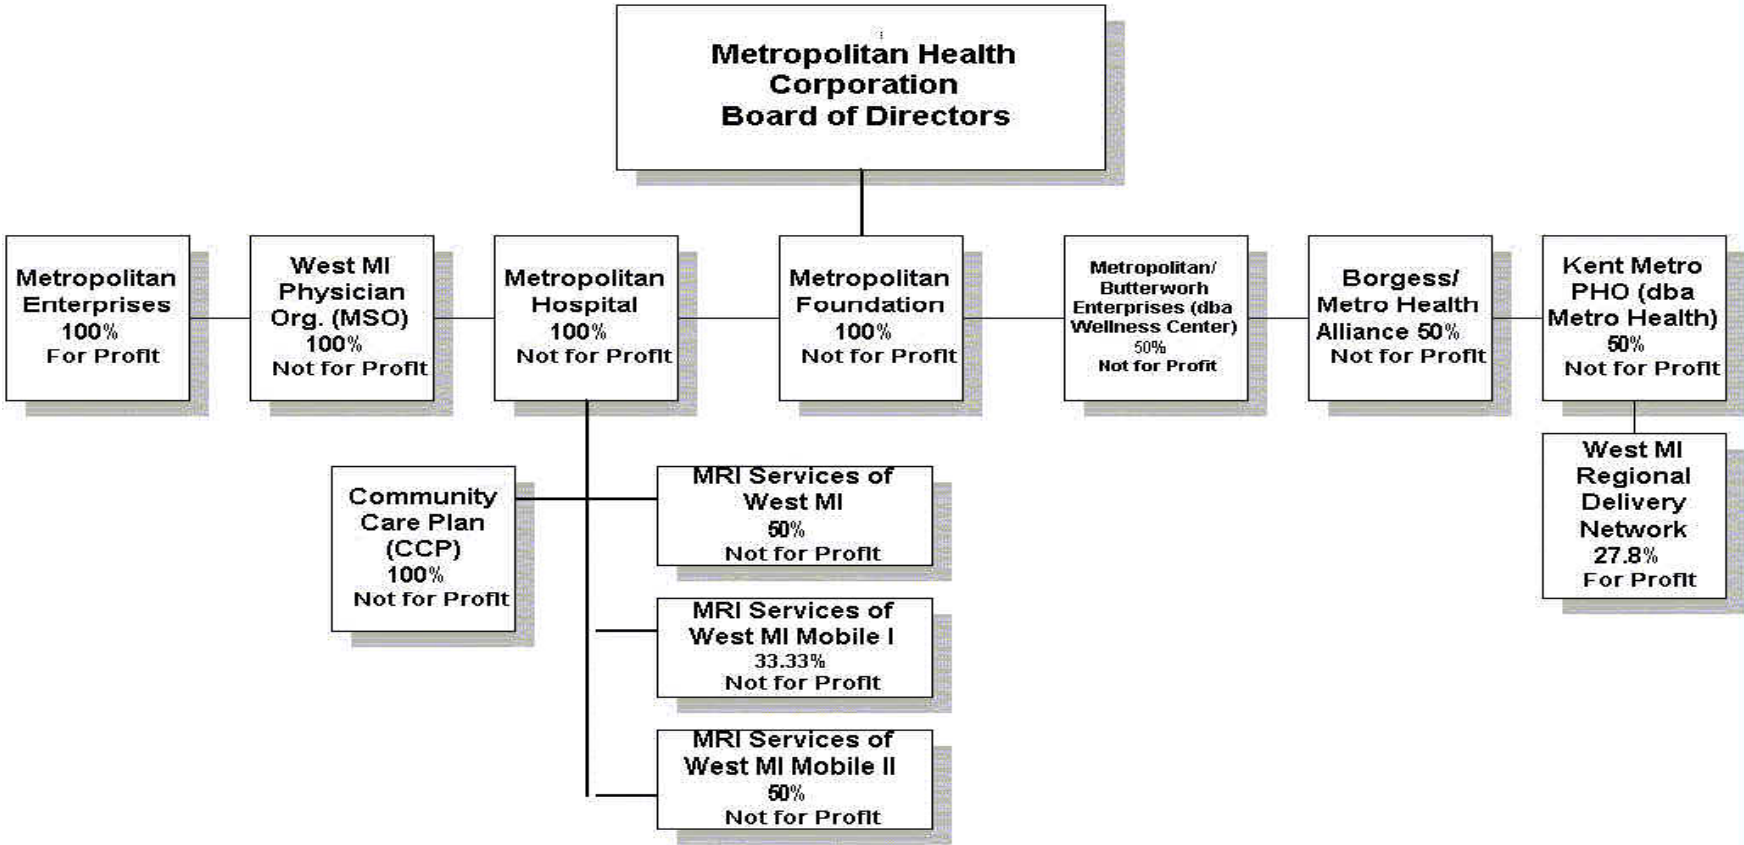 Metropolitan Health
Corporation
Board of Directors
Metropolitan
Enterprises
100%
For Profit
West MI
Physician
Org. (MSO)
100%
Not for Profit
Metropolitan
Hospital
100%
Not for Profit
Metropolitan
Foundation
100%
Not for Profit
Metropolitan/
Butterworh
Enterprises (dba
Wellness Center)
50%
Not for Profit
Borgess/
Metro Health
Alliance 50%
Not for Profit
Kent Metro
PHO (dba
Metro Health)
50%
Not for Profit
Community
Care Plan
(CCP)
100%
Not for Profit
MRI Services of
West MI
50%
Not for Profit
MRI Services of
West MI Mobile I
33.33%
Not for Profit
MRI Services of
West MI Mobile II
50%
Not for Profit
West MI
Regional
Delivery
Network
27.8%
For Profit